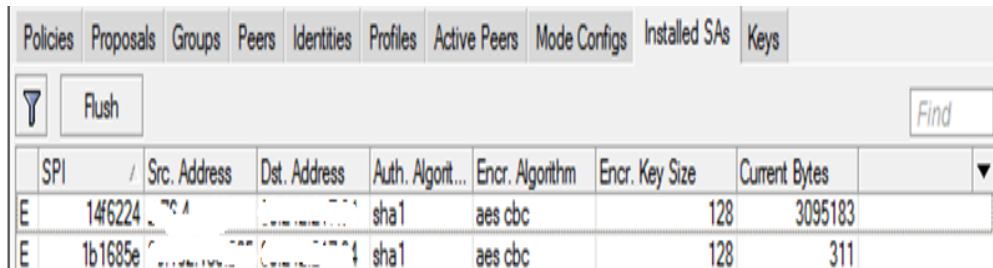 Policies Proposals Groups Peers Identities Profiles Active Peers Mode Configs Installed SAs Keys
Flush Find
SPI Src. Address Dst. Address Auth. Algorit... Encr. Algorithm Encr. Key Size Current Bytes
E 14f6224 sha1 aes cbc 128 3095183
E 1b1685e sha1 aes cbc 128 311